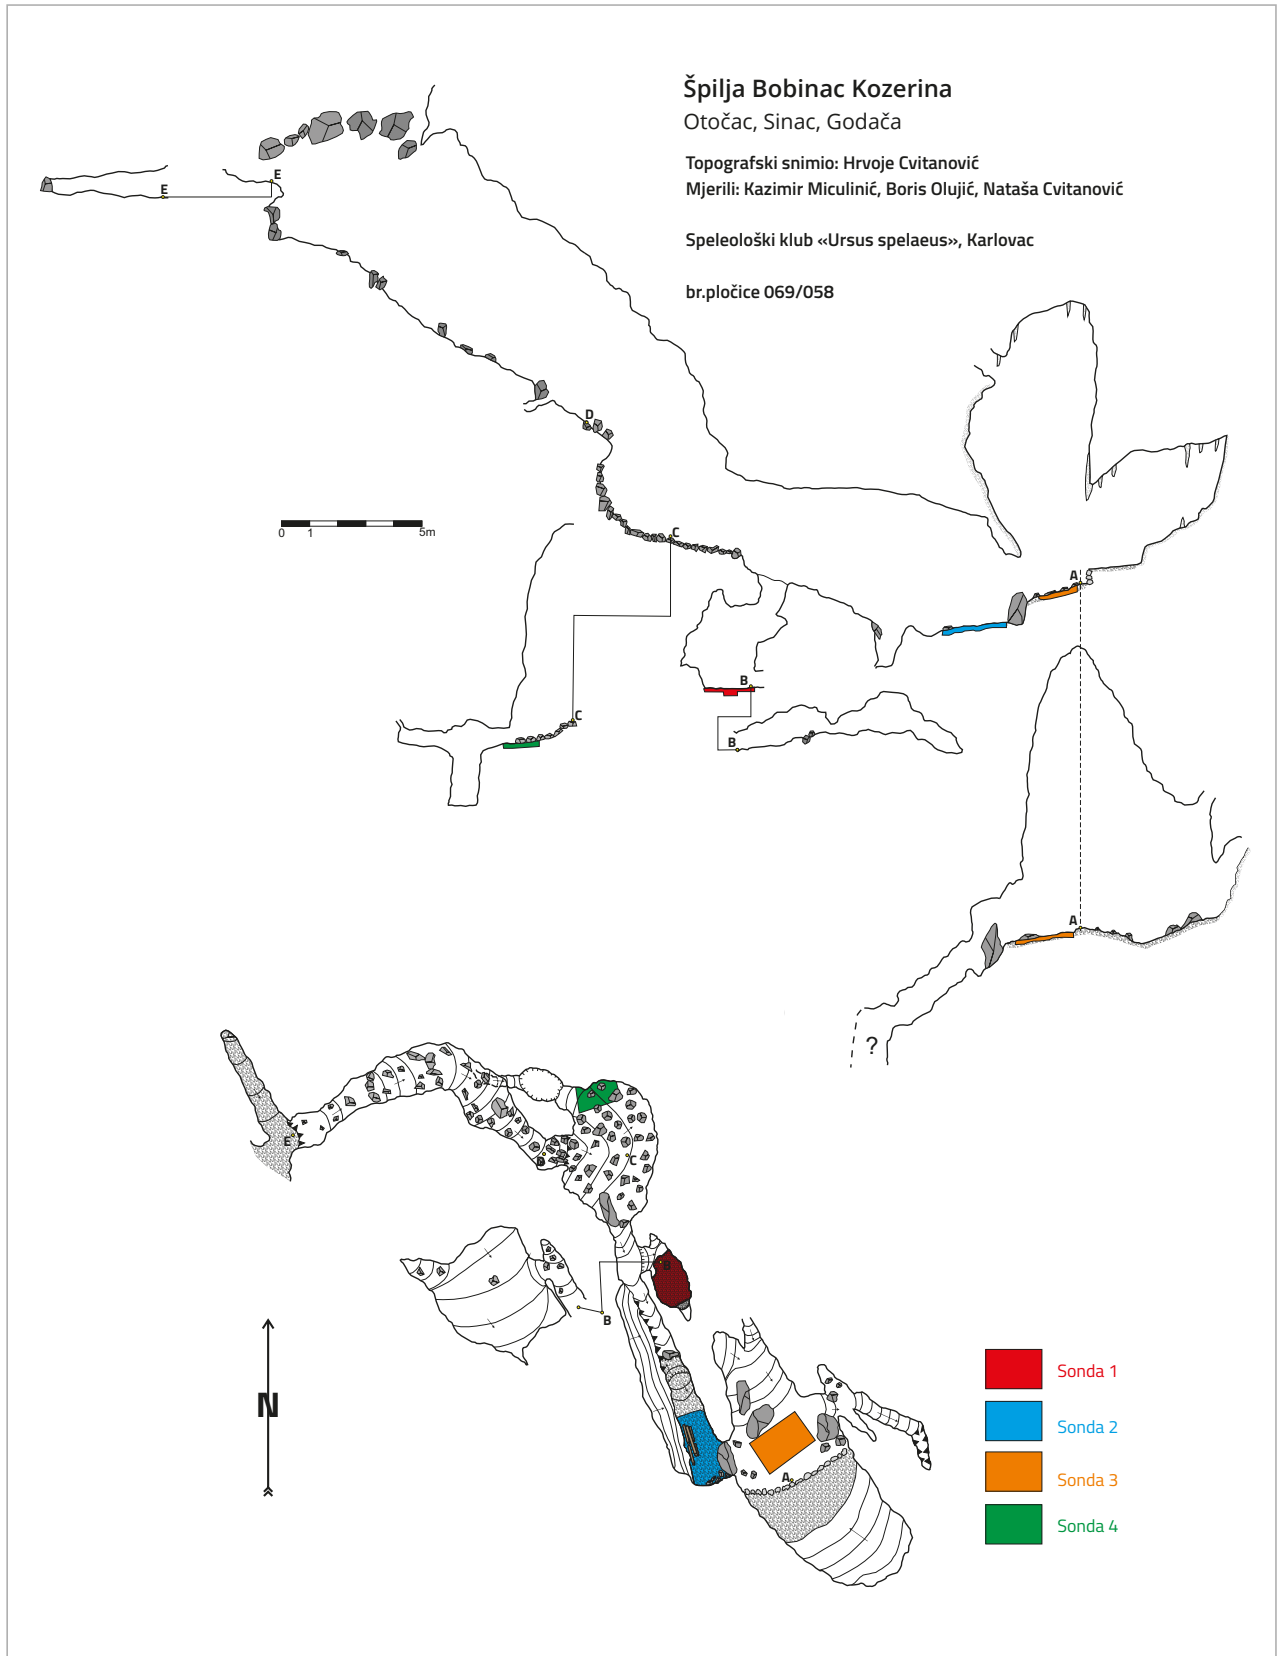 Špilja Bobinac Kozerina
Otočac, Sinac, Godača
Topografski snimio: Hrvoje Cvitanović
Mjerili: Kazimir Miculinić, Boris Olujić, Nataša Cvitanović
Speleološki klub «Ursus spelaeus», Karlovac
br.pločice 069/058
E
E
D
0 1 5m
C
A
B
C
B
A
?
E
D
C
B
B
N
A
Sonda 1
Sonda 2
Sonda 3
Sonda 4